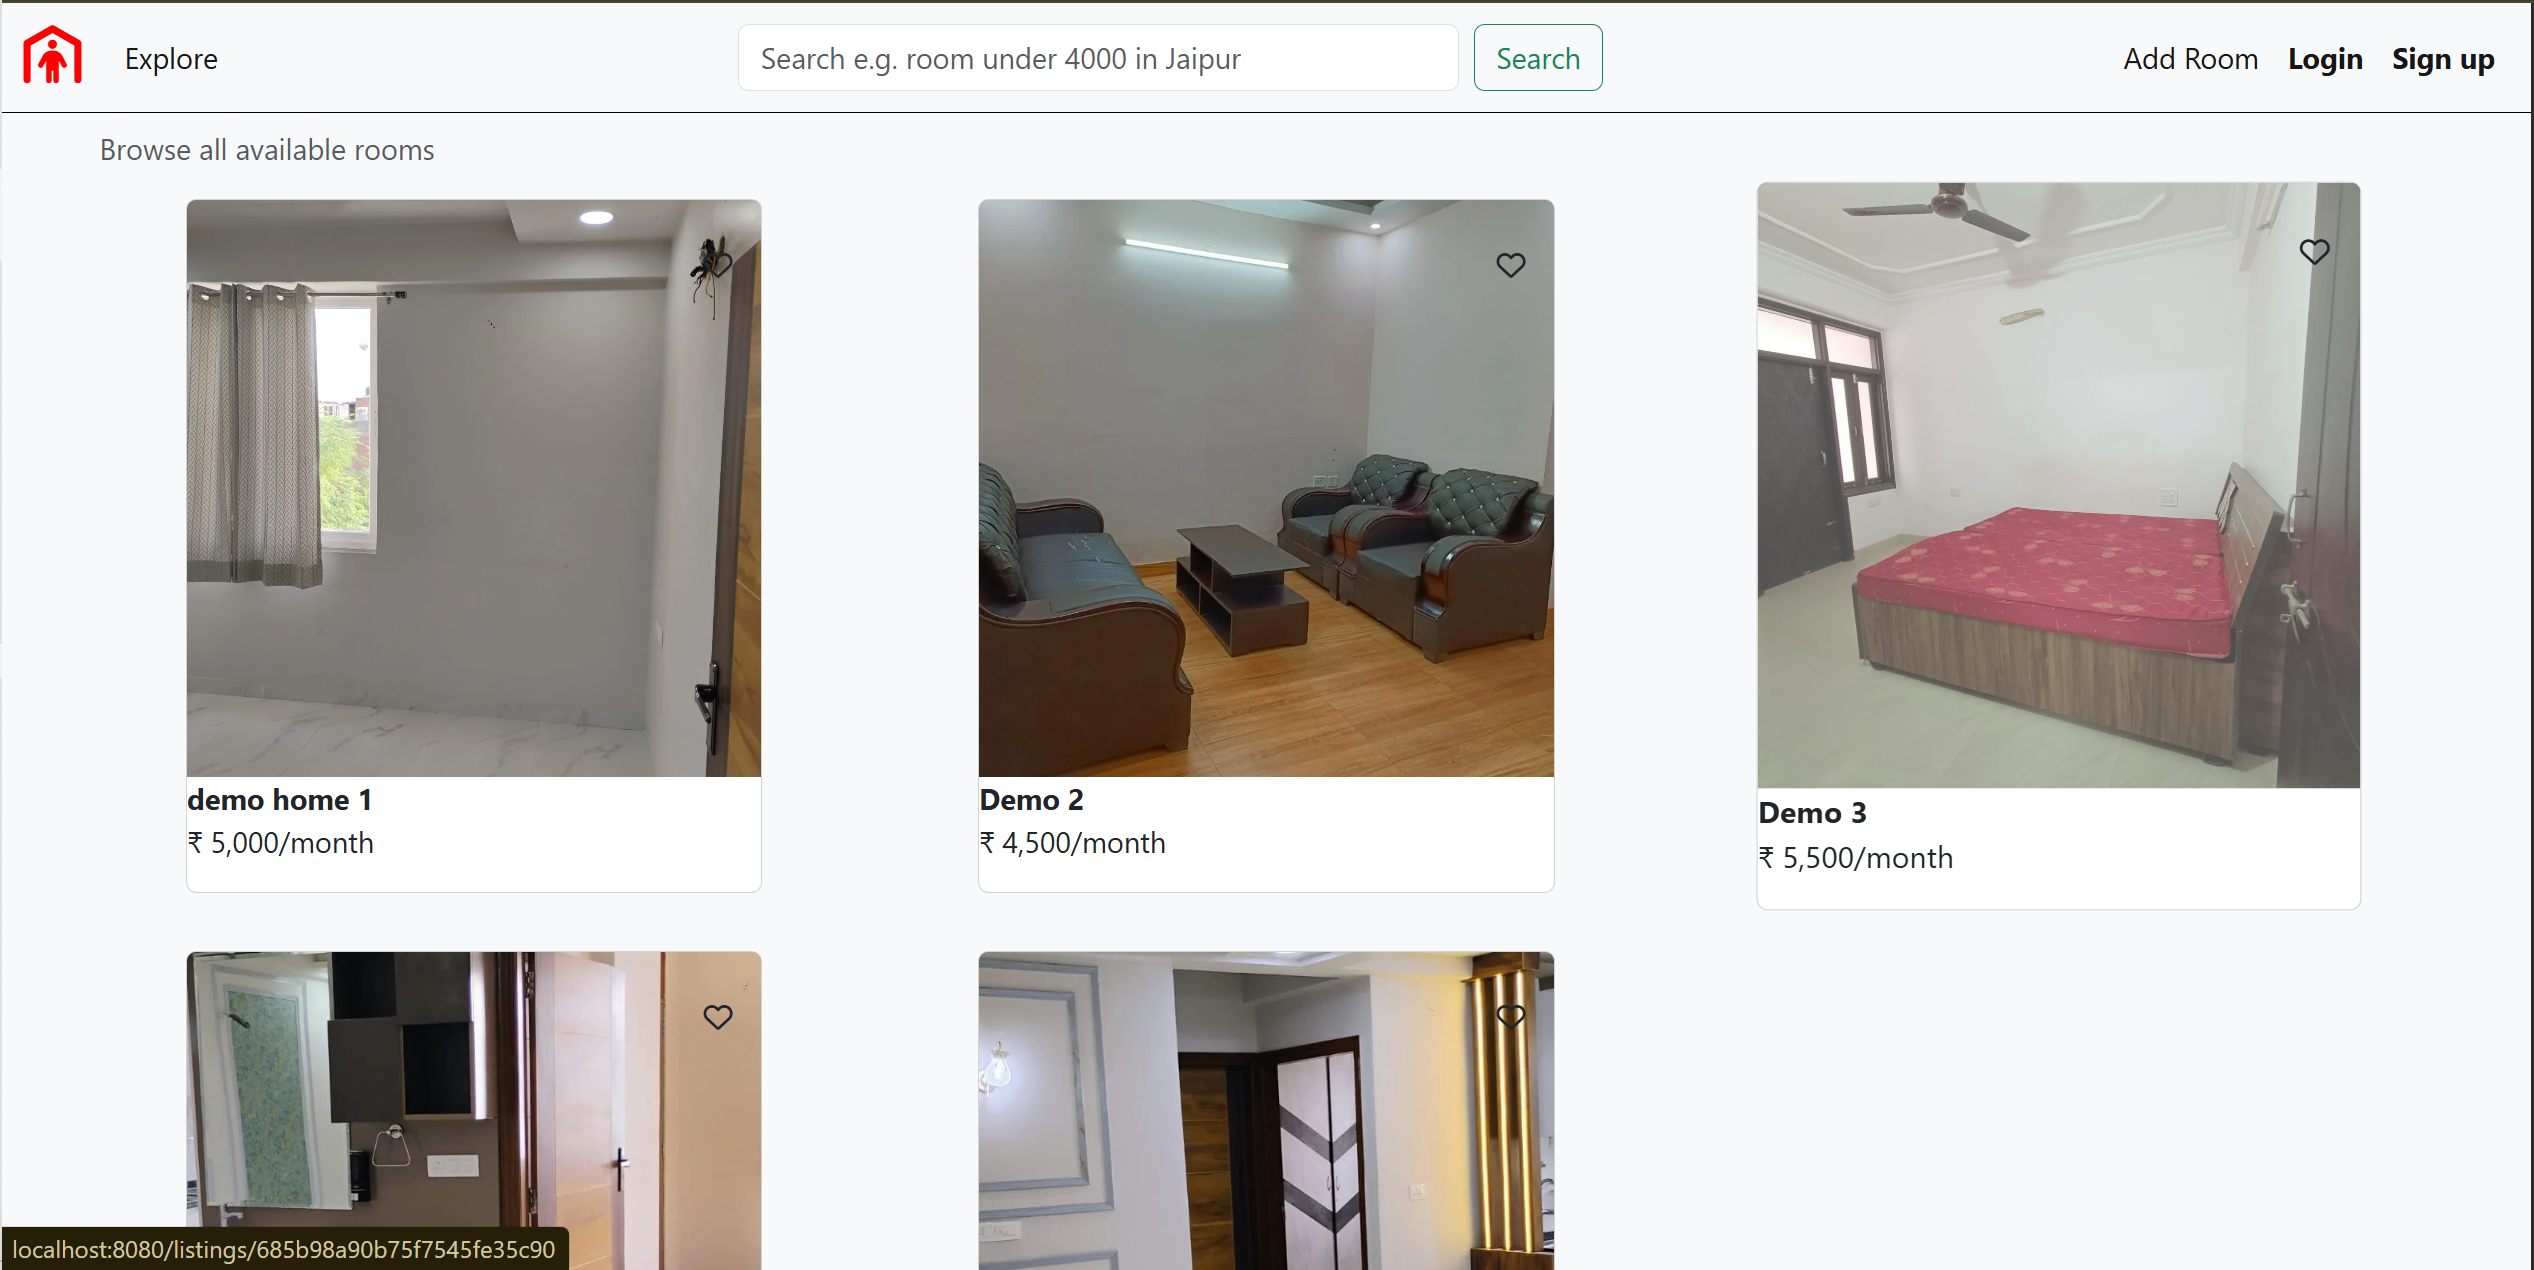 Explore
Search e.g. room under 4000 in Jaipur
Search
Add Room
Login
Sign up
Browse all available rooms
demo home 1
₹ 5,000/month
Demo 2
₹ 4,500/month
Demo 3
₹ 5,500/month
localhost:8080/listings/685b98a90b75f7545fe35c90